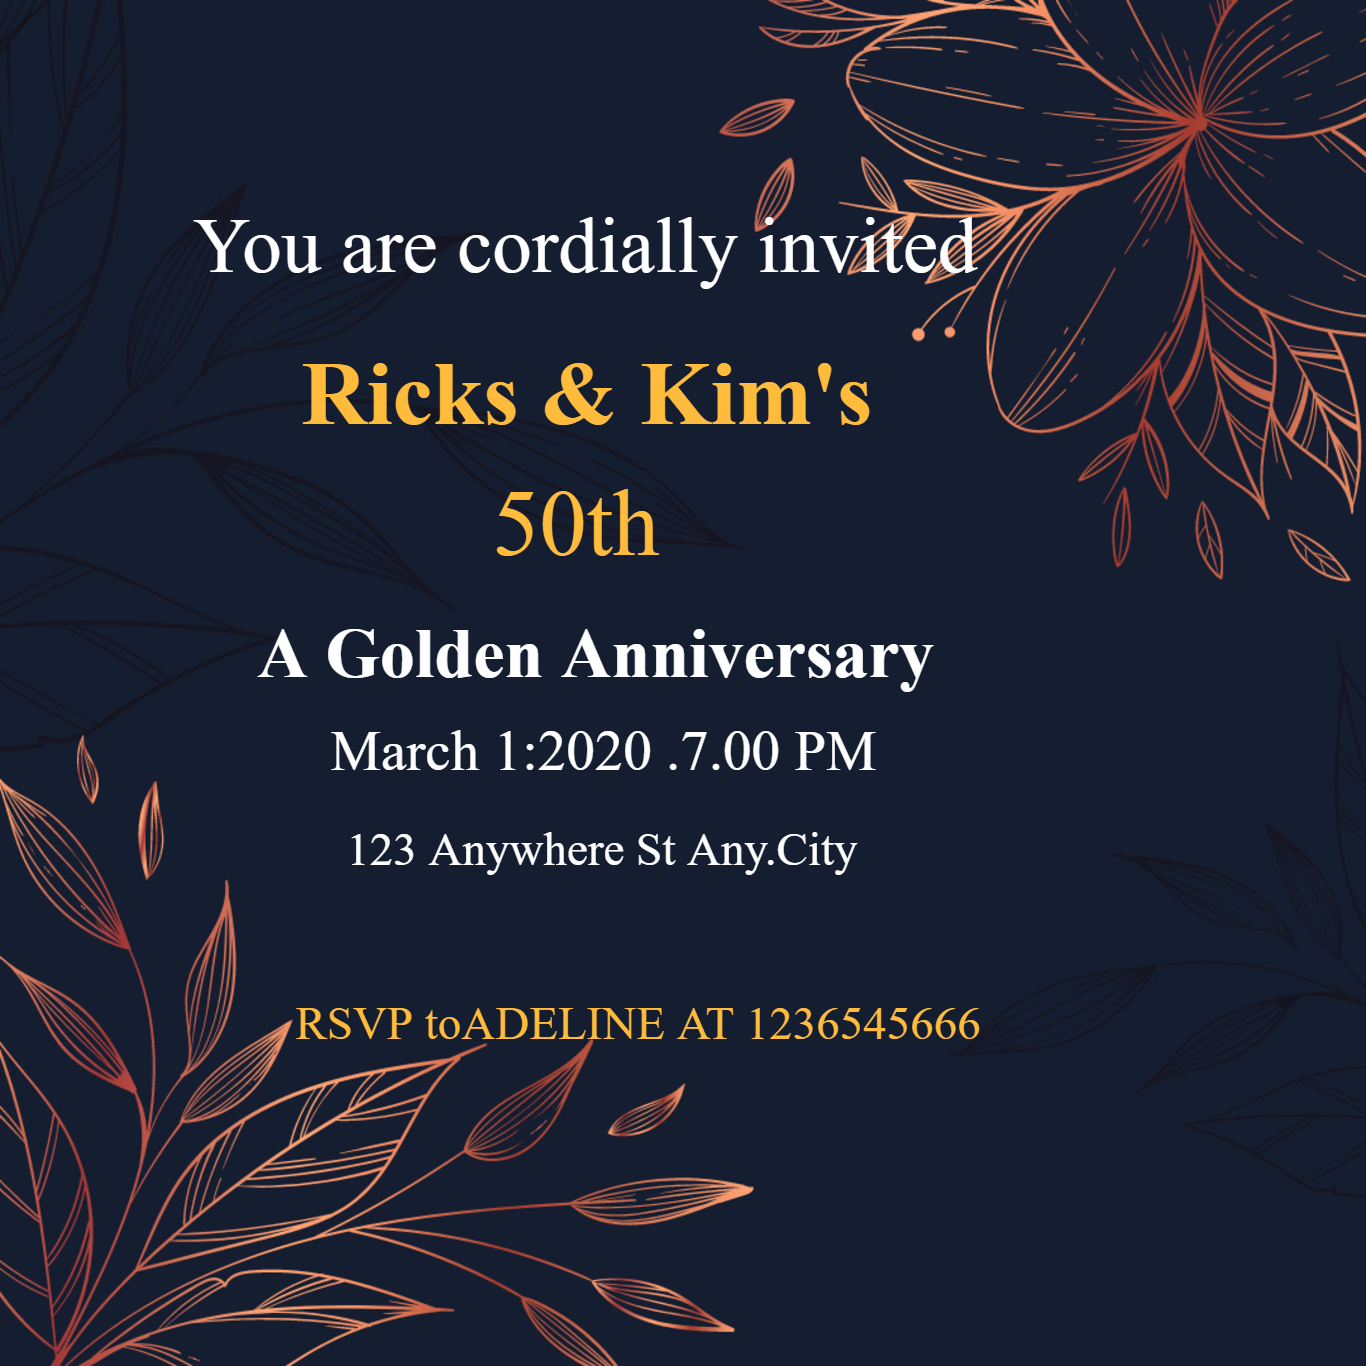 You are cordially invited
Ricks & Kim's
50th
A Golden Anniversary
March 1:2020 .7.00 PM
123 Anywhere St Any.City
RSVP toADELINE AT 1236545666